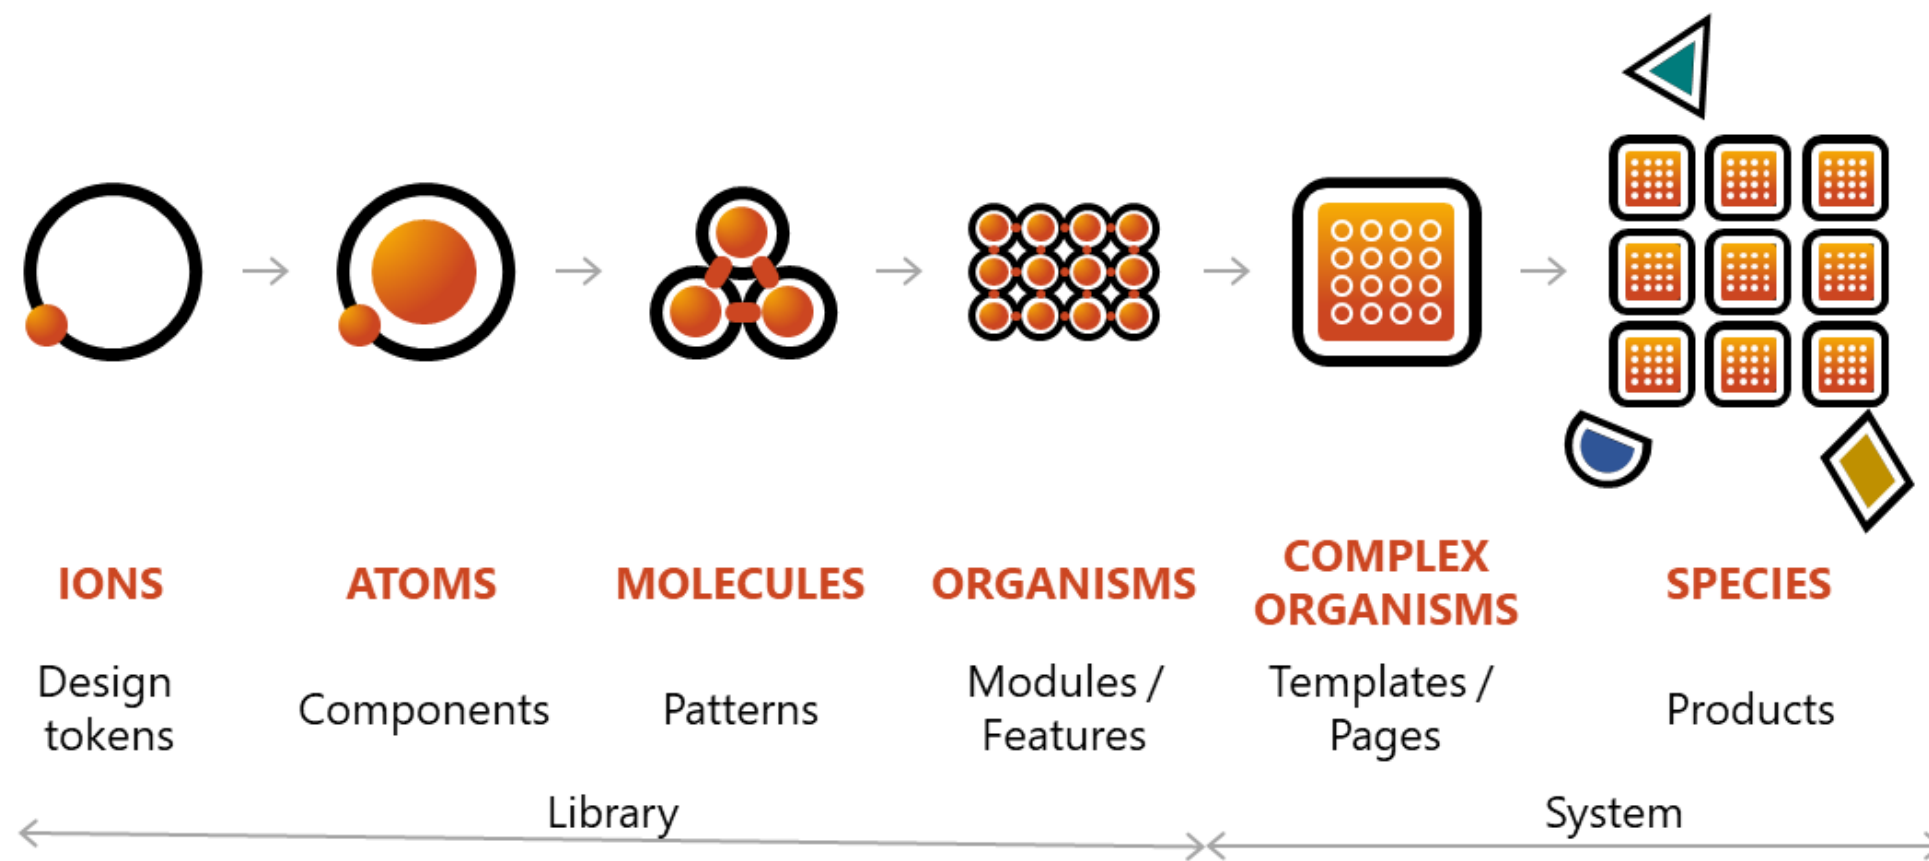 IONS
ATOMS
MOLECULES
ORGANISMS
COMPLEX
ORGANISMS
SPECIES
Design
tokens
Components
Patterns
Modules /
Features
Templates /
Pages
Products
Library
System